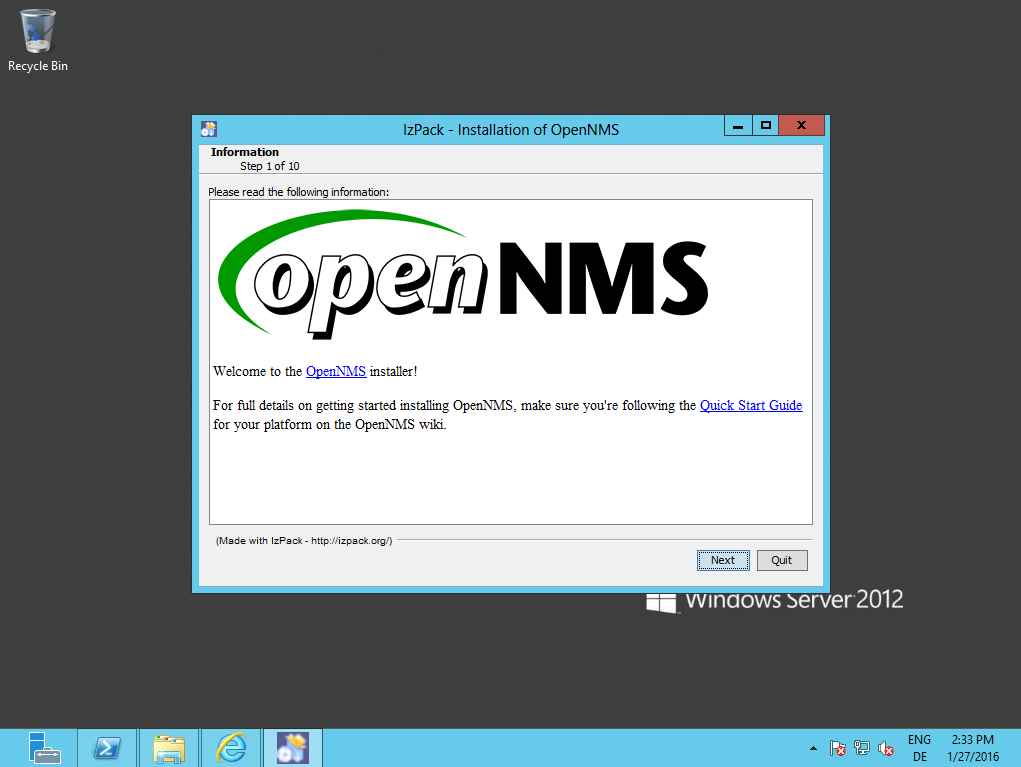 Recycle Bin
IzPack - Installation of OpenNMS
Information
Step 1 of 10
Please read the following information:
openNMS
Welcome to the OpenNMS installer!
For full details on getting started installing OpenNMS, make sure you're following the Quick Start Guide
for your platform on the OpenNMS wiki.
(Made with IzPack - http://izpack.org/)
Next
Quit
Windows Server 2012
ENG
DE
2:33 PM
1/27/2016